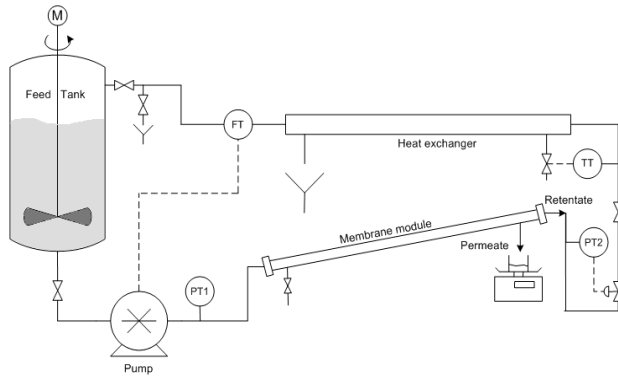 M
Feed Tank
FT
Heat exchanger
TT
Retentate
Membrane module
Permeate
PT2
PT1
Pump